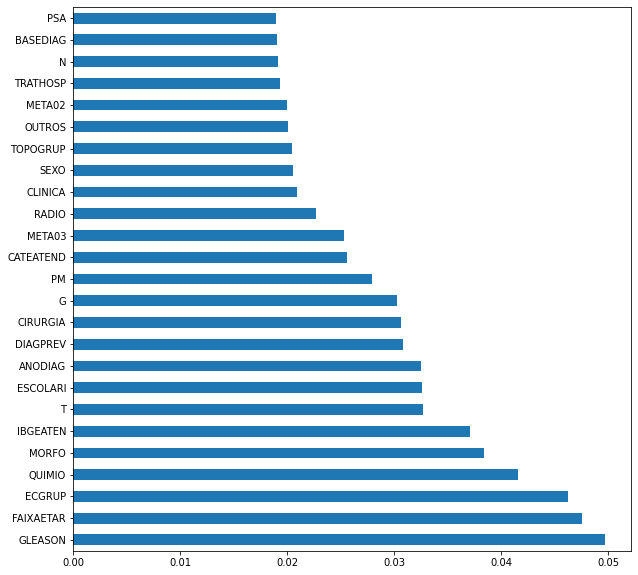 PSA
BASEDIAG
N
TRATHOSP
META02
OUTROS
TOPOGRUP
SEXO
CLINICA
RADIO
META03
CATEATEND
PM
G
CIRURGIA
DIAGPREV
ANODIAG
ESCOLARI
T
IBGEATEN
MORFO
QUIMIO
ECGRUP
FAIXAETAR
GLEASON
0.00 0.01 0.02 0.03 0.04 0.05